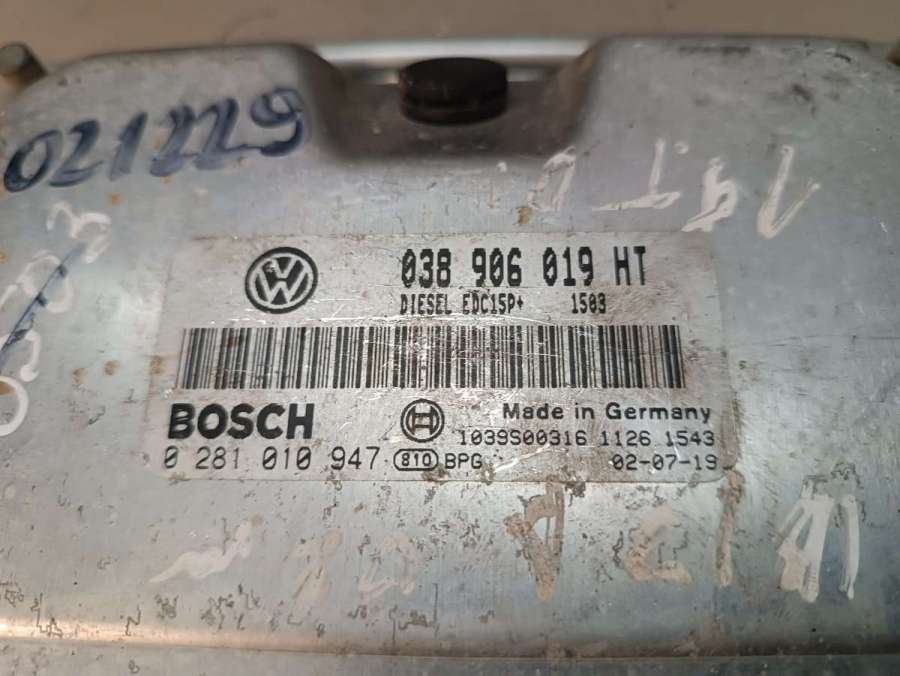 021229
038 906 019 HT
DIESEL EDC15P+ 1503
BOSCH
Made in Germany
1039S00316 1126 1543
0 281 010 947 810 BPG 02-07-19